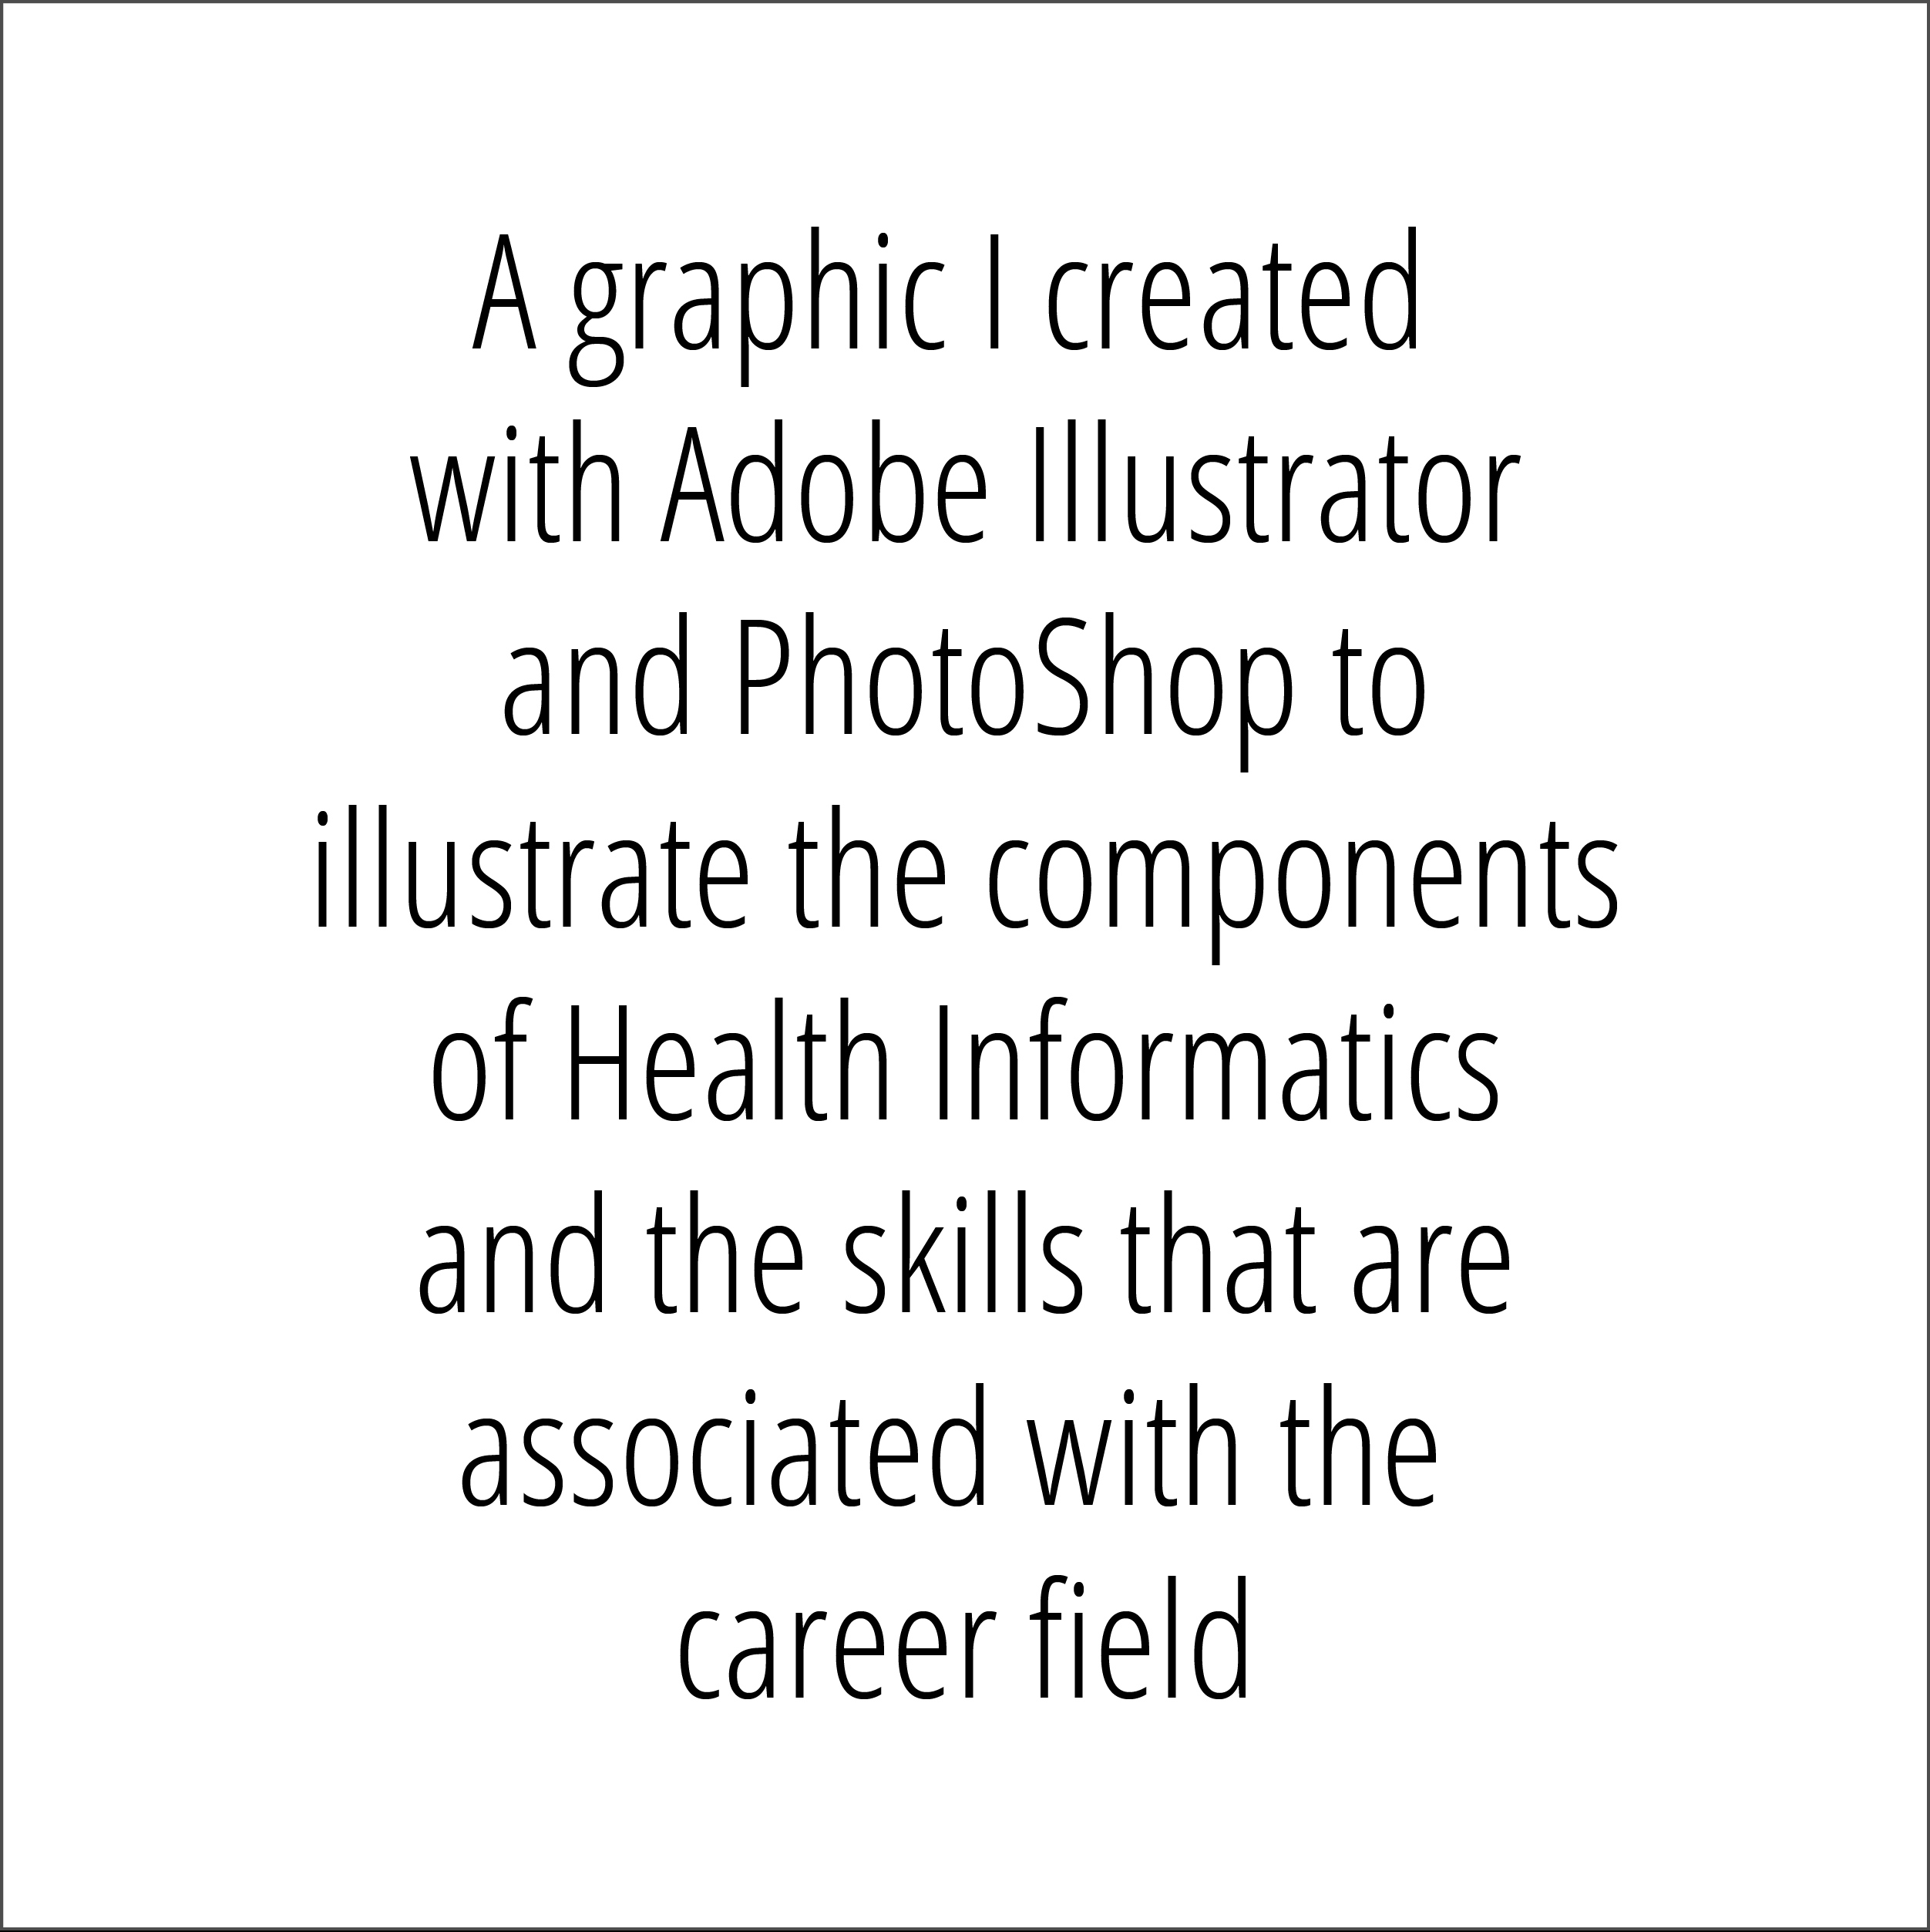 A graphic I created
with Adobe Illustrator
and PhotoShop to
illustrate the components
of Health Informatics
and the skills that are
associated with the
career field